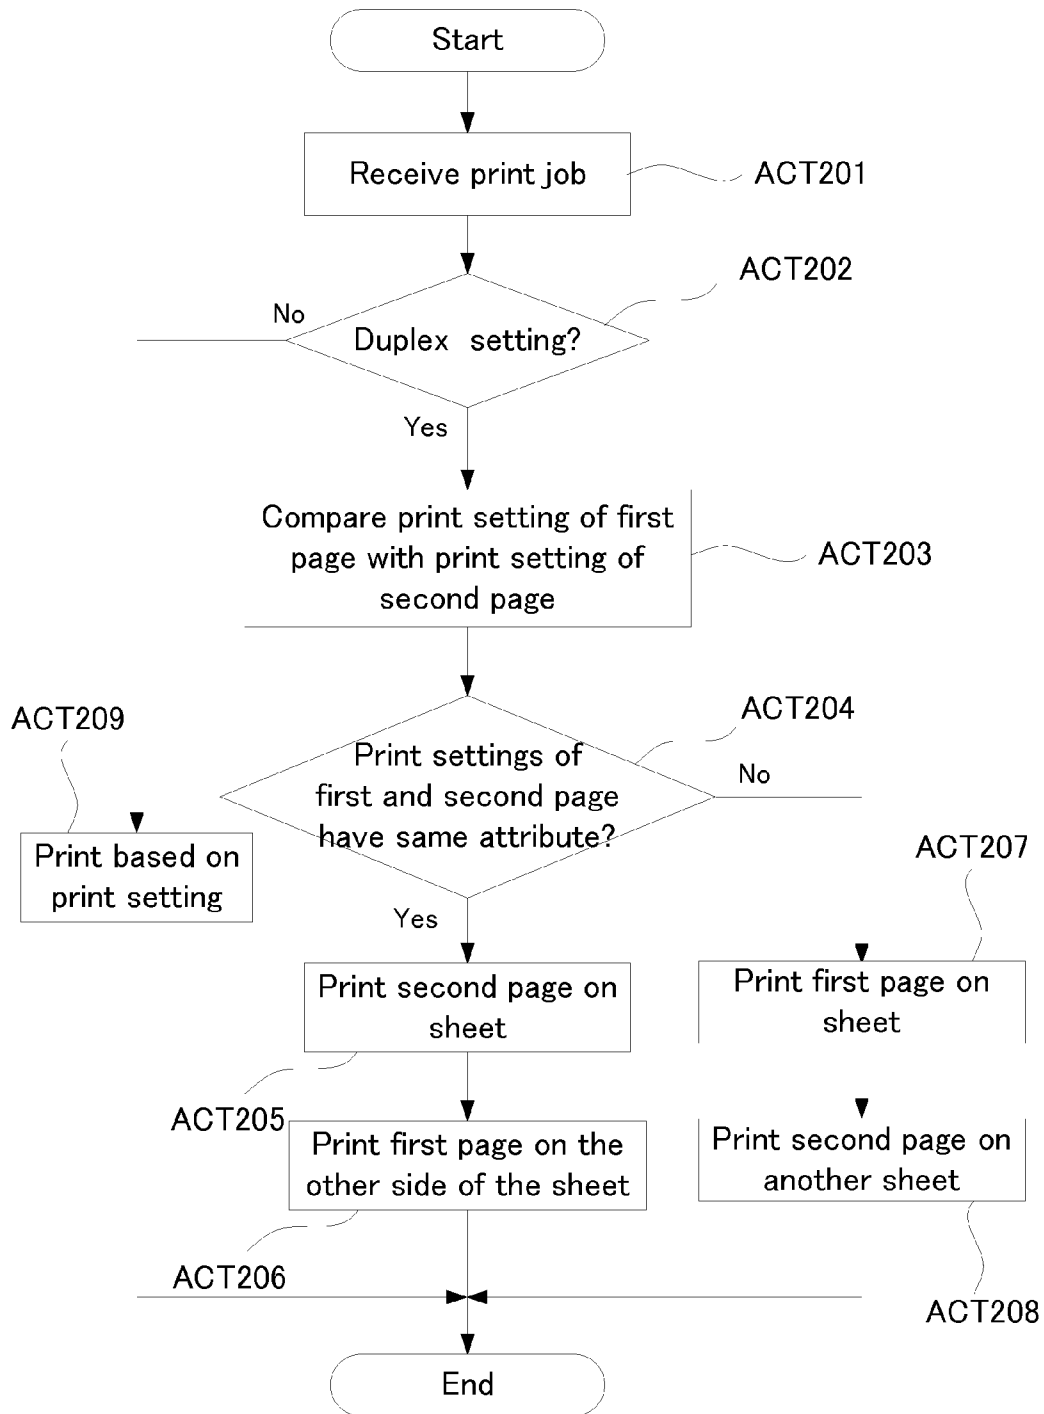 Start
Receive print job
ACT201
ACT202
No
Duplex setting?
Yes
Compare print setting of first
page with print setting of
second page
ACT203
ACT204
Print settings of
first and second page
have same attribute?
No
ACT209
Print based on
print setting
Yes
Print second page on
sheet
ACT205
ACT207
Print first page on
sheet
Print first page on the
other side of the sheet
ACT206
Print second page on
another sheet
ACT208
End